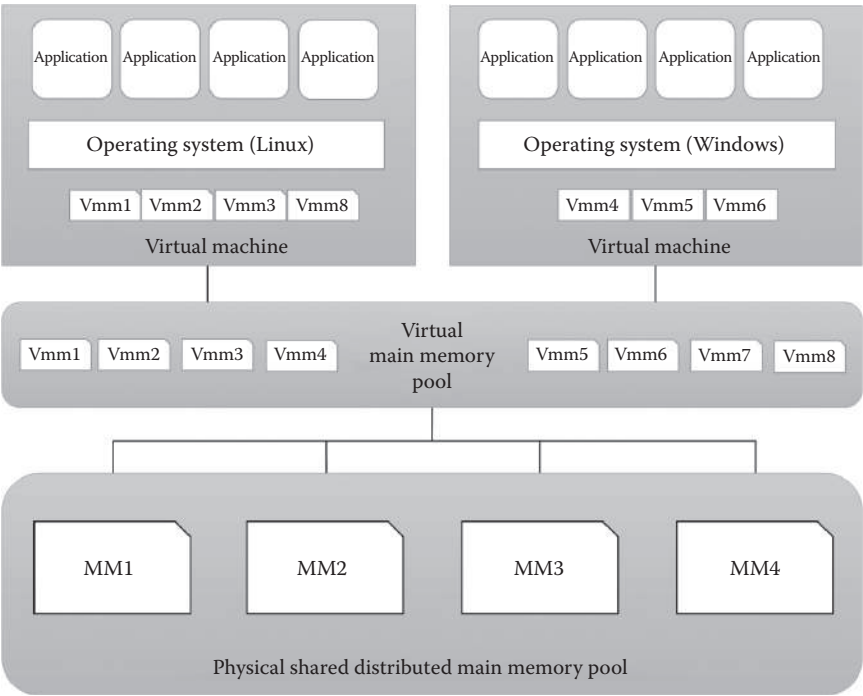 Application
Application
Application
Application
Operating system (Linux)
Vmm1
Vmm2
Vmm3
Vmm8
Virtual machine
Application
Application
Application
Application
Operating system (Windows)
Vmm4
Vmm5
Vmm6
Virtual machine
Vmm1
Vmm2
Vmm3
Vmm4
Virtual
main memory
pool
Vmm5
Vmm6
Vmm7
Vmm8
MM1
MM2
MM3
MM4
Physical shared distributed main memory pool